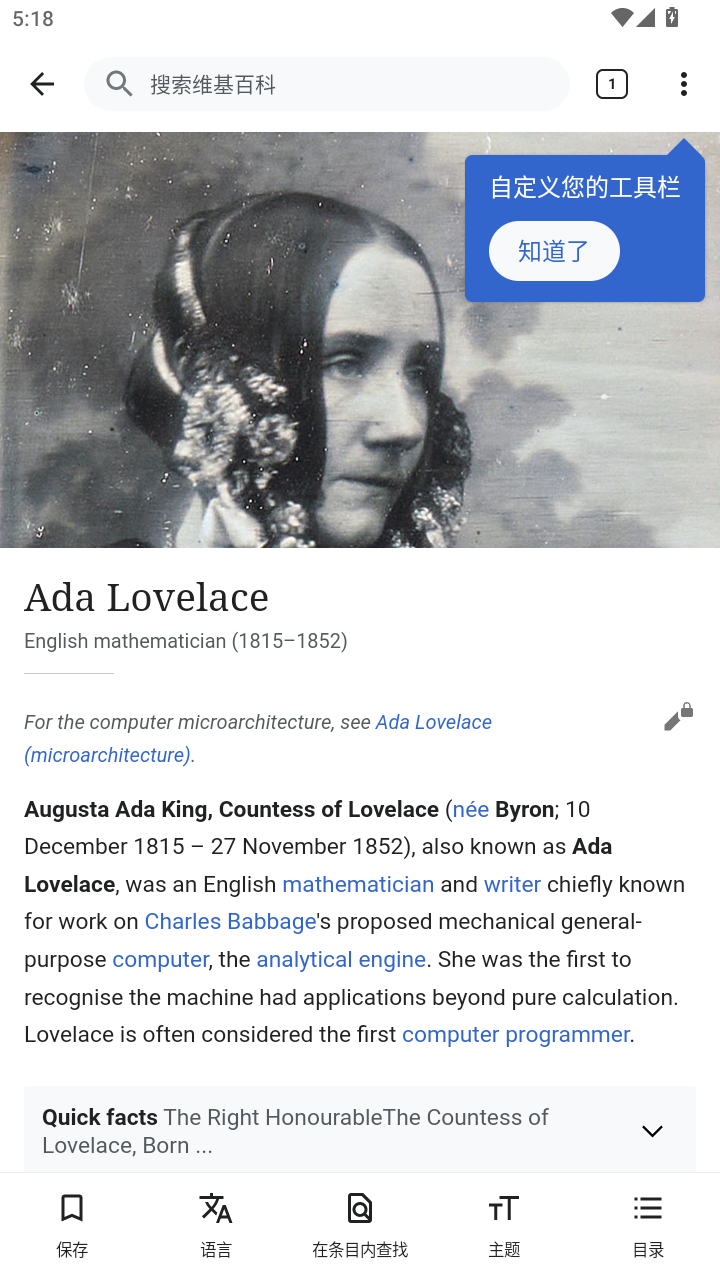 5:18
搜索维基百科
1
自定义您的工具栏
知道了
Ada Lovelace
English mathematician (1815–1852)
For the computer microarchitecture, see Ada Lovelace
(microarchitecture).
Augusta Ada King, Countess of Lovelace (née Byron; 10
December 1815 – 27 November 1852), also known as Ada
Lovelace, was an English mathematician and writer chiefly known
for work on Charles Babbage's proposed mechanical general-
purpose computer, the analytical engine. She was the first to
recognise the machine had applications beyond pure calculation.
Lovelace is often considered the first computer programmer.
Quick facts The Right HonourableThe Countess of
Lovelace, Born ...
保存
语言
在条目内查找
主题
目录